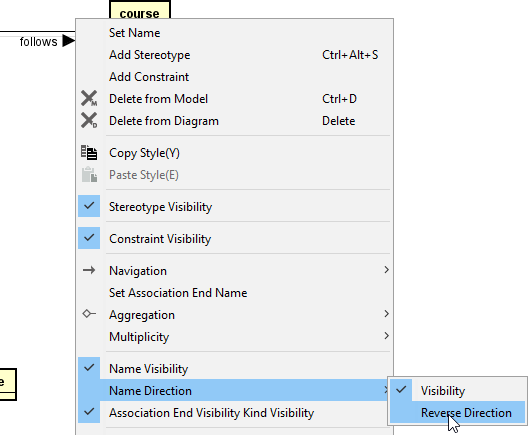 course
follows
Set Name
Add Stereotype Ctrl+Alt+S
Add Constraint
Delete from Model Ctrl+D
Delete from Diagram Delete
Copy Style(Y)
Paste Style(E)
Stereotype Visibility
Constraint Visibility
Navigation
Set Association End Name
Aggregation
Multiplicity
Name Visibility
e
Name Direction Visibility
Association End Visibility Kind Visibility Reverse Direction